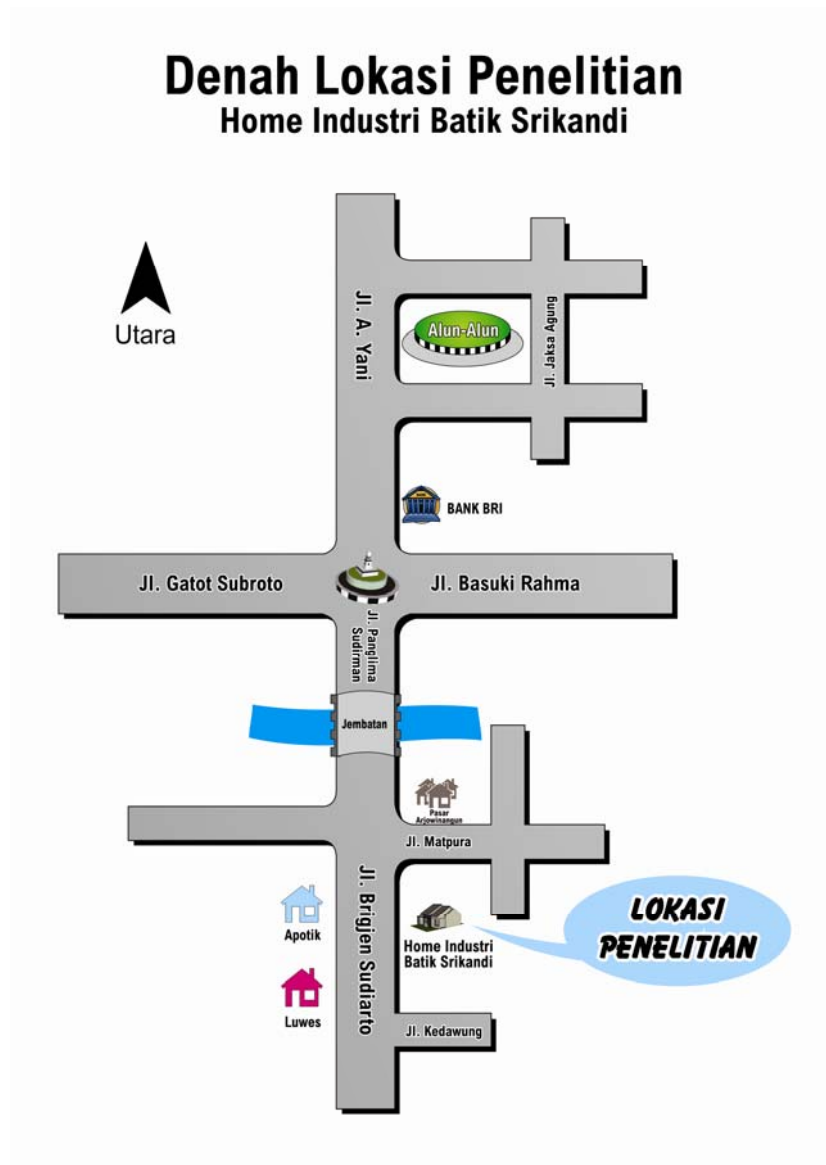 Denah Lokasi Penelitian
Home Industri Batik Srikandi
Utara
Jl. A. Yani
Alun-Alun
Jl. Jaksa Agung
BANK BRI
Jl. Gatot Subroto
Jl. Basuki Rahma
Jl. Panglima
Sudirman
Jembatan
Pasar
Arjowinangun
Jl. Matpura
Jl. Brigjen Sudiarto
Apotik
Home Industri
Batik Srikandi
LOKASI
PENELITIAN
Luwes
Jl. Kedawung